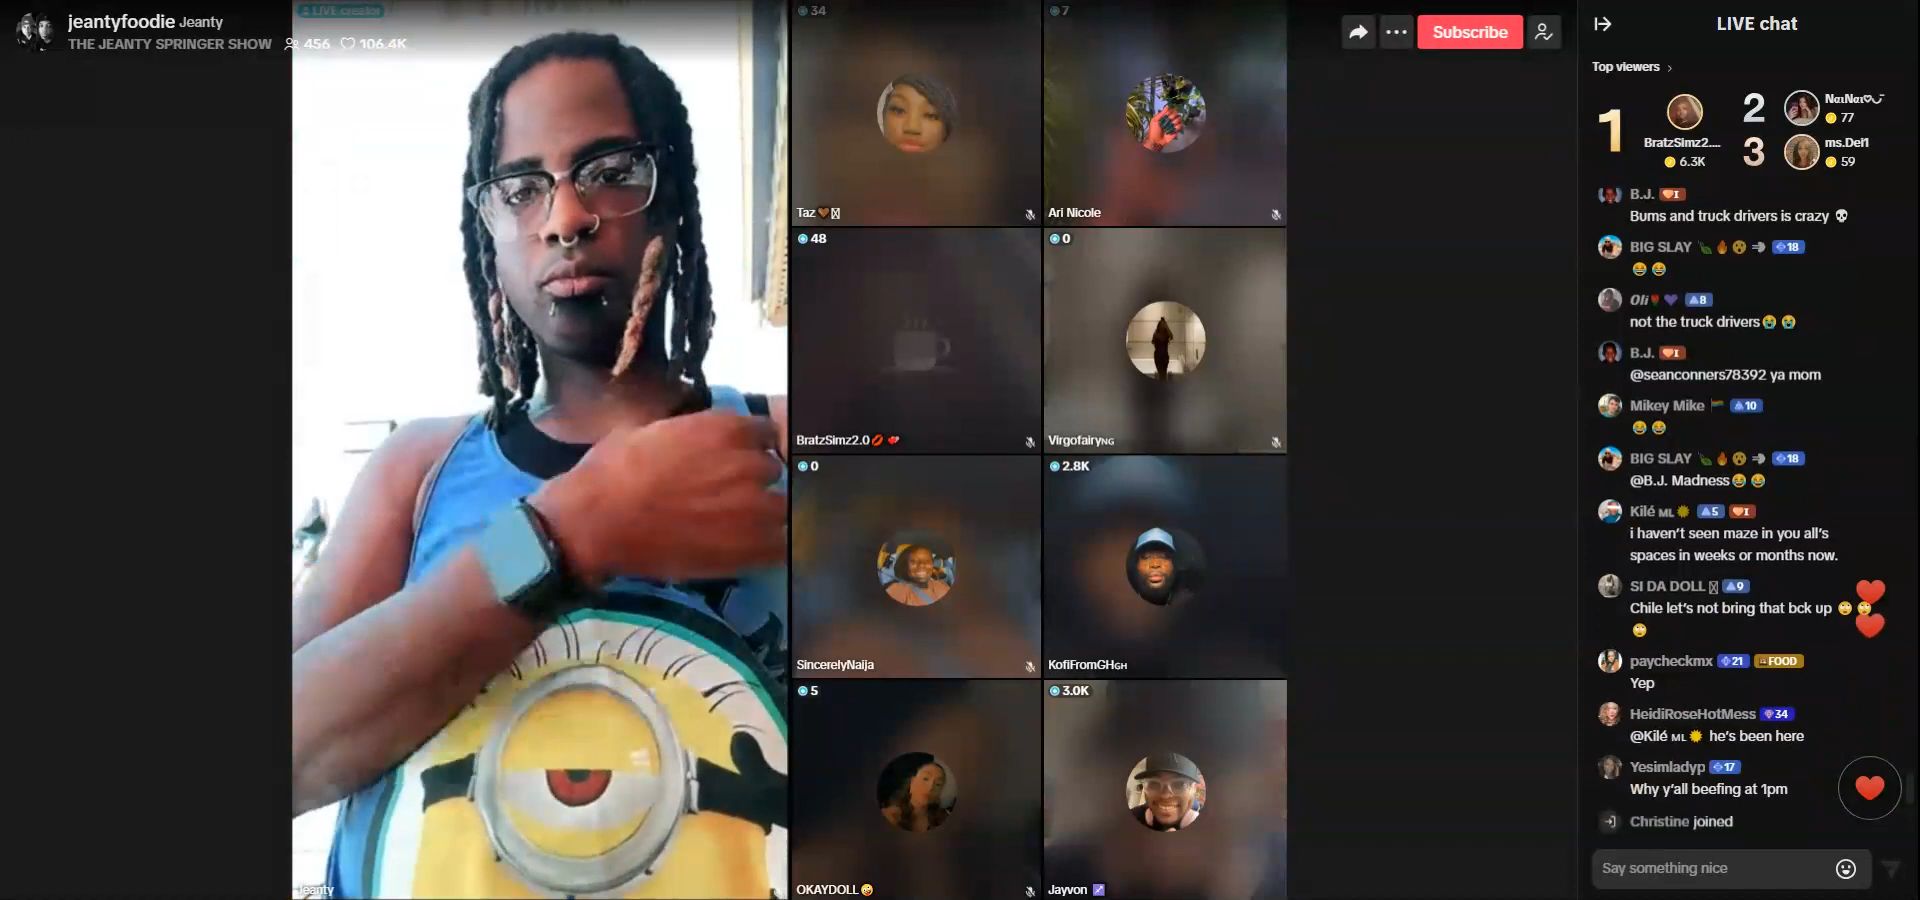 jeantyfoodie Jeanty
THE JEANTY SPRINGER SHOW 456 106.4K
LIVE creator
Jeanty
34
Taz
7
Ari Nicole
48
BratzSimz2.0
0
VirgofairyNG
0
SincerelyNaija
2.8K
KofiFromGHGH
5
OKAYDOLL
3.0K
Jayvon
Subscribe
LIVE chat
Top viewers
1
BratzSimz2....
6.3K
2
NαιNαι♡
77
3
ms.Del1
59
B.J. I
Bums and truck drivers is crazy 💀
BIG SLAY 18
😂😂
Oli🌹💜 8
not the truck drivers😭😭
B.J. I
@seanconners78392 ya mom
Mikey Mike 10
😂😂
BIG SLAY 18
@B.J. Madness😂😂
Kilé ML 5 I
i haven't seen maze in you all's
spaces in weeks or months now.
SI DA DOLL 9
Chile let's not bring that bck up 🙄🙄
🙄
paycheckmx 21 FOOD
Yep
HeidiRoseHotMess 34
@Kilé ML he's been here
Yesimladyp 17
Why y'all beefing at 1pm
Christine joined
Say something nice